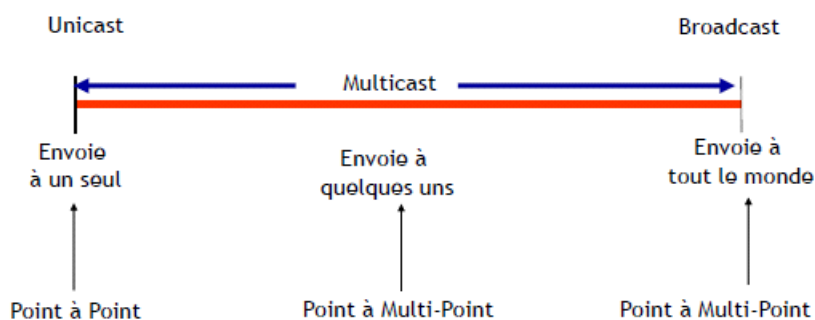 Unicast
Broadcast
Multicast
Envoie
à un seul
Envoie à
quelques uns
Envoie à
tout le monde
Point à Point
Point à Multi-Point
Point à Multi-Point